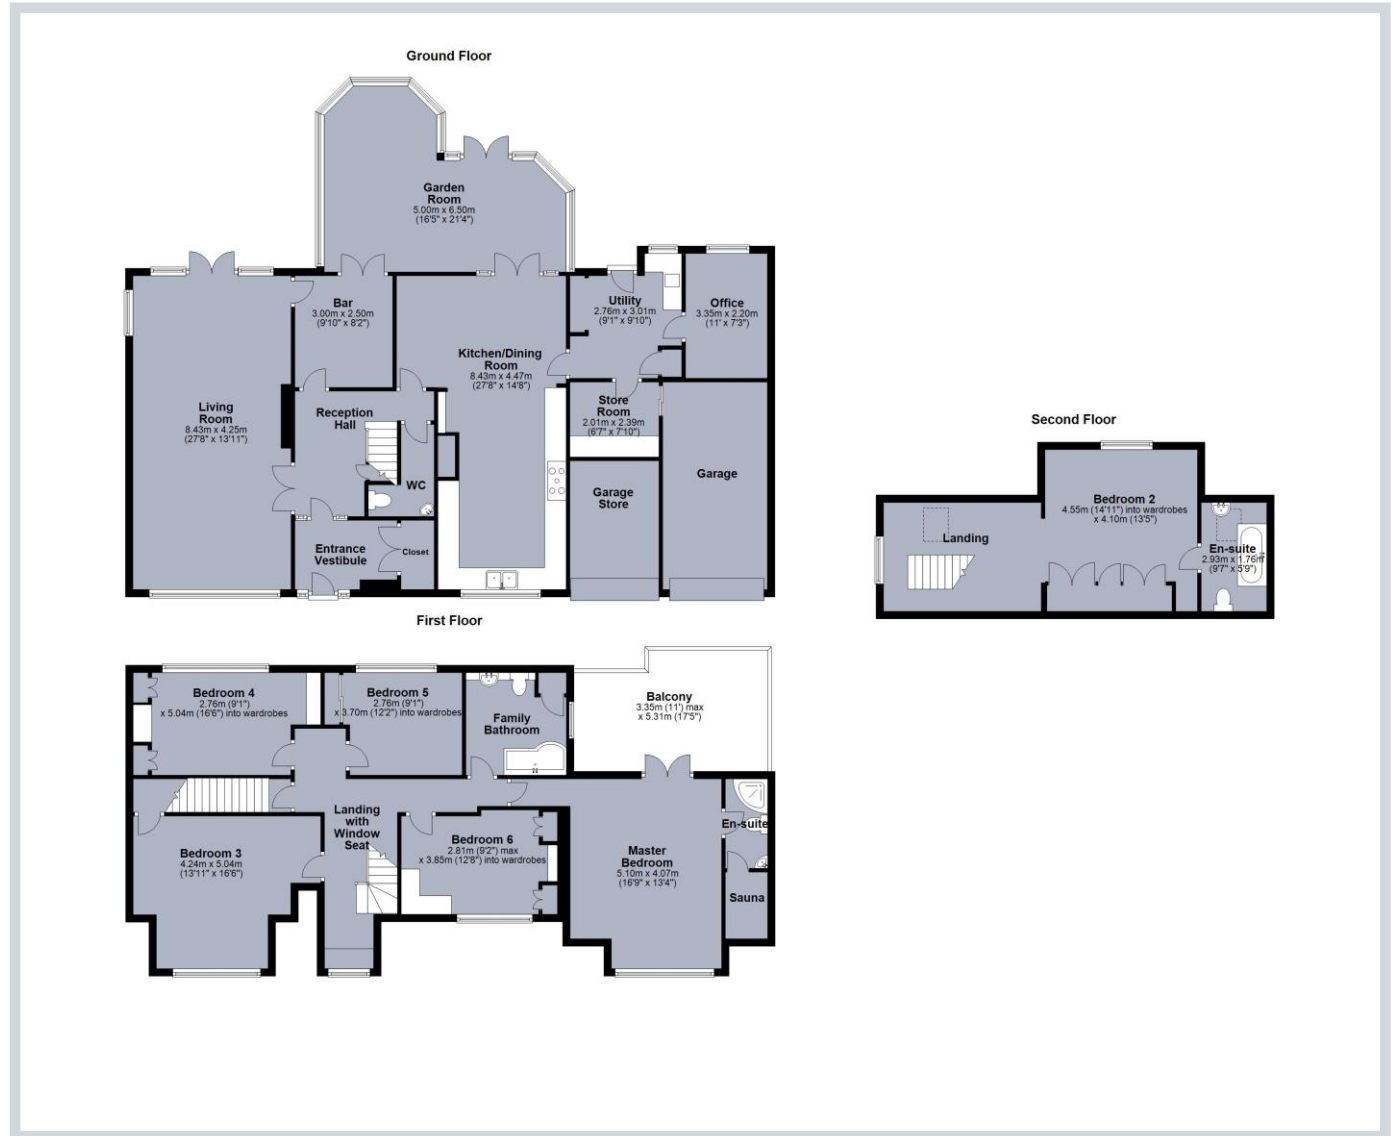 Ground Floor
Garden
Room
5.00m x 6.50m
(16'5" x 21'4")
Bar
3.00m x 2.50m
(9'10" x 8'2")
Utility
2.76m x 3.01m
(9'1" x 9'10")
Office
3.35m x 2.20m
(11' x 7'3")
Kitchen/Dining
Room
8.43m x 4.47m
(27'8" x 14'8")
Living
Room
8.43m x 4.25m
(27'8" x 13'11")
Reception
Hall
Store
Room
2.01m x 2.39m
(6'7" x 7'10")
WC
Garage
Store
Garage
Entrance
Vestibule
Closet
First Floor
Bedroom 4
2.76m (9'1")
x 5.04m (16'6") into wardrobes
Bedroom 5
2.76m (9'1")
x 3.70m (12'2") into wardrobes
Family
Bathroom
Balcony
3.35m (11') max
x 5.31m (17'5")
Landing
with
Window
Seat
Bedroom 3
4.24m x 5.04m
(13'11" x 16'6")
Bedroom 6
2.81m (9'2") max
x 3.85m (12'8") into wardrobes
Master
Bedroom
5.10m x 4.07m
(16'9" x 13'4")
En-suite
Sauna
Second Floor
Landing
Bedroom 2
4.55m (14'11") into wardrobes
x 4.10m (13'5")
En-suite
2.93m x 1.76m
(9'7" x 5'9")